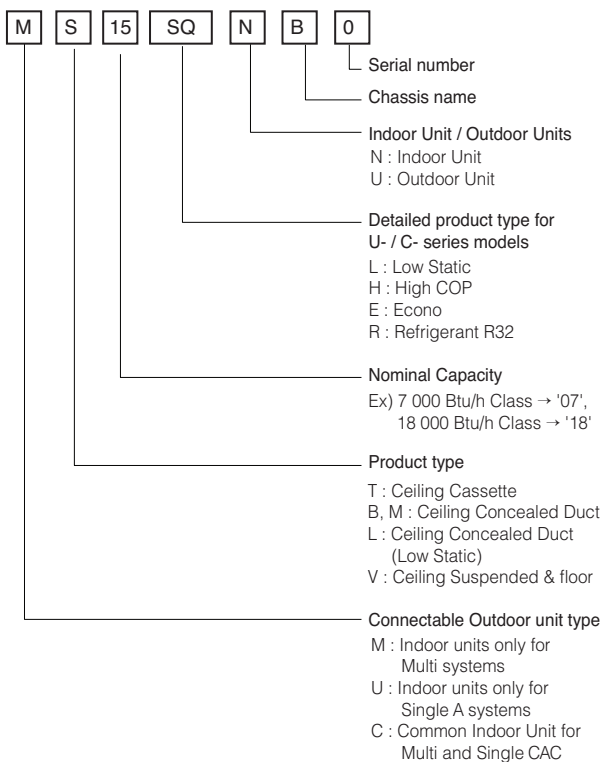 M S 15 SQ N B 0
Serial number
Chassis name
Indoor Unit / Outdoor Units
N : Indoor Unit
U : Outdoor Unit
Detailed product type for
U- / C- series models
L : Low Static
H : High COP
E : Econo
R : Refrigerant R32
Nominal Capacity
Ex) 7 000 Btu/h Class → '07',
18 000 Btu/h Class → '18'
Product type
T : Ceiling Cassette
B, M : Ceiling Concealed Duct
L : Ceiling Concealed Duct
(Low Static)
V : Ceiling Suspended & floor
Connectable Outdoor unit type
M : Indoor units only for
Multi systems
U : Indoor units only for
Single A systems
C : Common Indoor Unit for
Multi and Single CAC